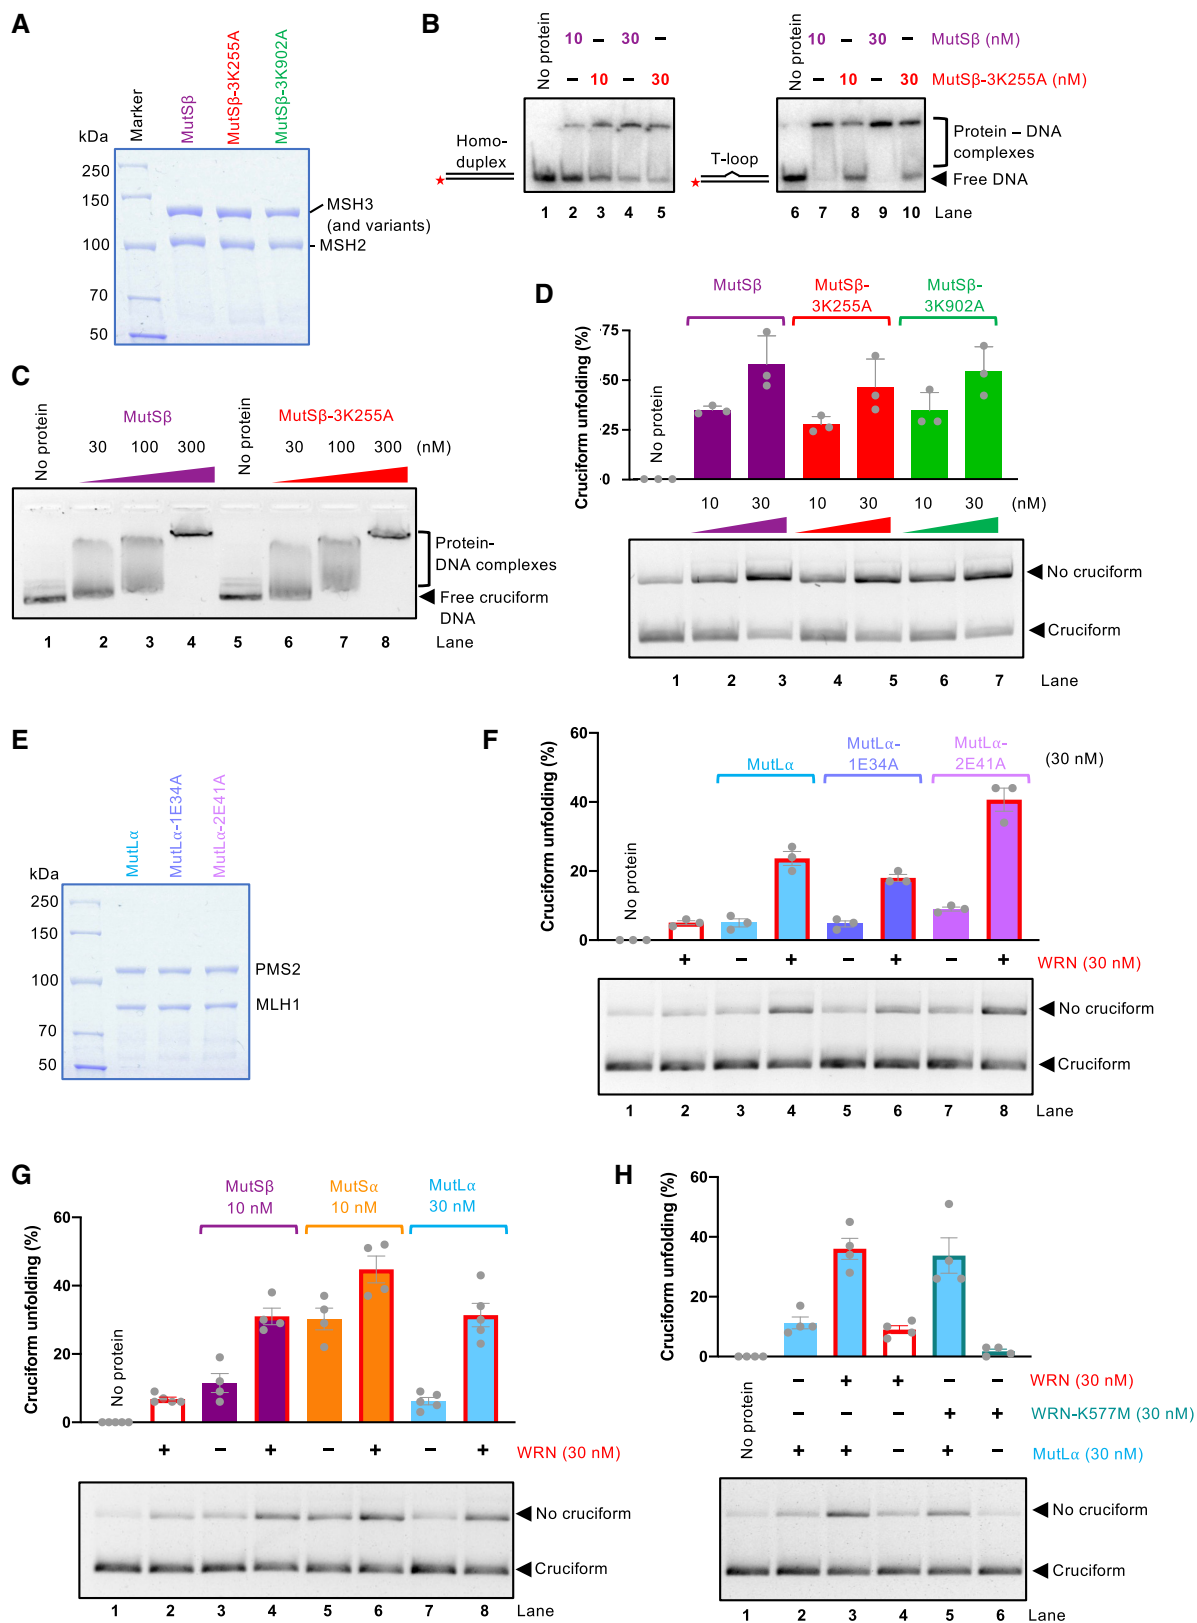 A
Marker
MutSβ
MutSβ-3K255A
MutSβ-3K902A
kDa
250
150
100
70
50
MSH3
(and variants)
MSH2
B
No protein
10 – 30 –
– 10 – 30
No protein
10 – 30 –
– 10 – 30
MutSβ (nM)
MutSβ-3K255A (nM)
Homo-
duplex
T-loop
Protein – DNA
complexes
Free DNA
1 2 3 4 5
6 7 8 9 10
Lane
C
No protein
MutSβ
30 100 300
No protein
MutSβ-3K255A
30 100 300
(nM)
Protein-
DNA complexes
Free cruciform
DNA
1 2 3 4 5 6 7 8 Lane
D
MutSβ
MutSβ-
3K255A
MutSβ-
3K902A
Cruciform unfolding (%)
75
50
25
0
No protein
10 30 10 30 10 30 (nM)
No cruciform
Cruciform
1 2 3 4 5 6 7 Lane
E
MutLα
MutLα-1E34A
MutLα-2E41A
kDa
250
150
100
70
50
PMS2
MLH1
F
Cruciform unfolding (%)
60
40
20
0
No protein
MutLα
MutLα-
1E34A
MutLα-
2E41A
(30 nM)
+ – + – + – + WRN (30 nM)
No cruciform
Cruciform
1 2 3 4 5 6 7 8 Lane
G
MutSβ
10 nM
MutSα
10 nM
MutLα
30 nM
Cruciform unfolding (%)
60
40
20
0
No protein
+ – + – + – + WRN (30 nM)
No cruciform
Cruciform
1 2 3 4 5 6 7 8 Lane
H
Cruciform unfolding (%)
60
40
20
0
No protein
– + + – – WRN (30 nM)
– – – + + WRN-K577M (30 nM)
+ + – + – MutLα (30 nM)
No cruciform
Cruciform
1 2 3 4 5 6 Lane